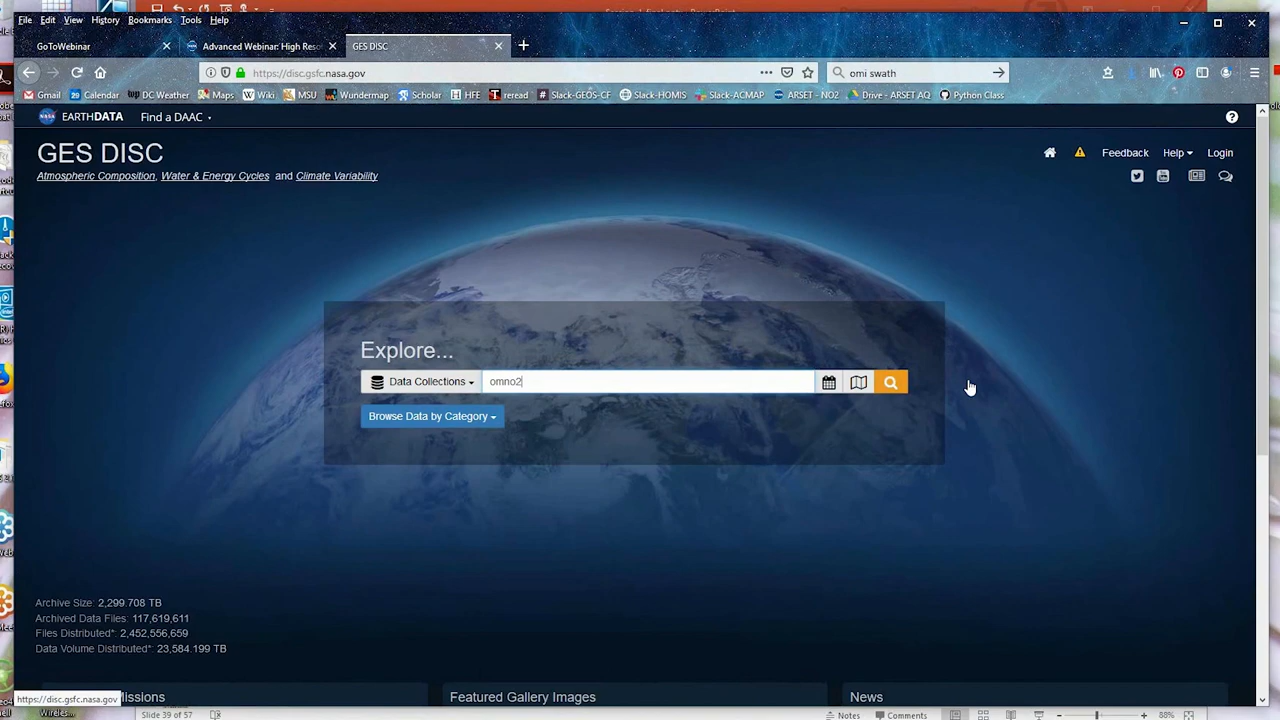 File Edit View History Bookmarks Tools Help
GoToWebinar Advanced Webinar: High Reso GES DISC
https://disc.gsfc.nasa.gov omi swath
Gmail Calendar DC Weather Maps Wiki MSU Wundermap Scholar HFE reread Slack-GEOS-CF Slack-HOMIS Slack-ACMAP ARSET - NO2 Drive - ARSET AQ Python Class
EARTHDATA Find a DAAC
GES DISC
Feedback Help Login
Atmospheric Composition, Water & Energy Cycles and Climate Variability
Explore...
Data Collections omno2
Browse Data by Category
Archive Size: 2,299.708 TB
Archived Data Files: 117,619,611
Files Distributed*: 2,452,556,659
Data Volume Distributed*: 23,584.199 TB
https://disc.gsfc.nasa.gov Featured Gallery Images News
Slide 39 of 57 Notes Comments 88%